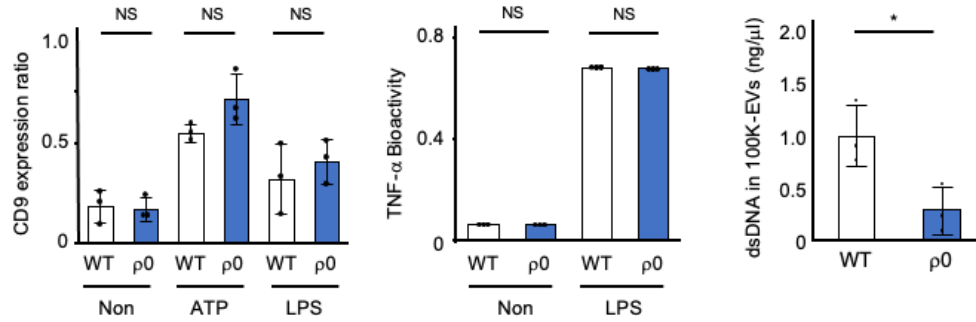 NS NS NS
CD9 expression ratio
1.0
0.5
0
WT ρ0 WT ρ0 WT ρ0
Non ATP LPS
NS NS
TNF-α Bioactivity
0.8
0.4
0
WT ρ0 WT ρ0
Non LPS
*
dsDNA in 100K-EVs (ng/μl)
2.0
1.5
1.0
0.5
0
WT ρ0